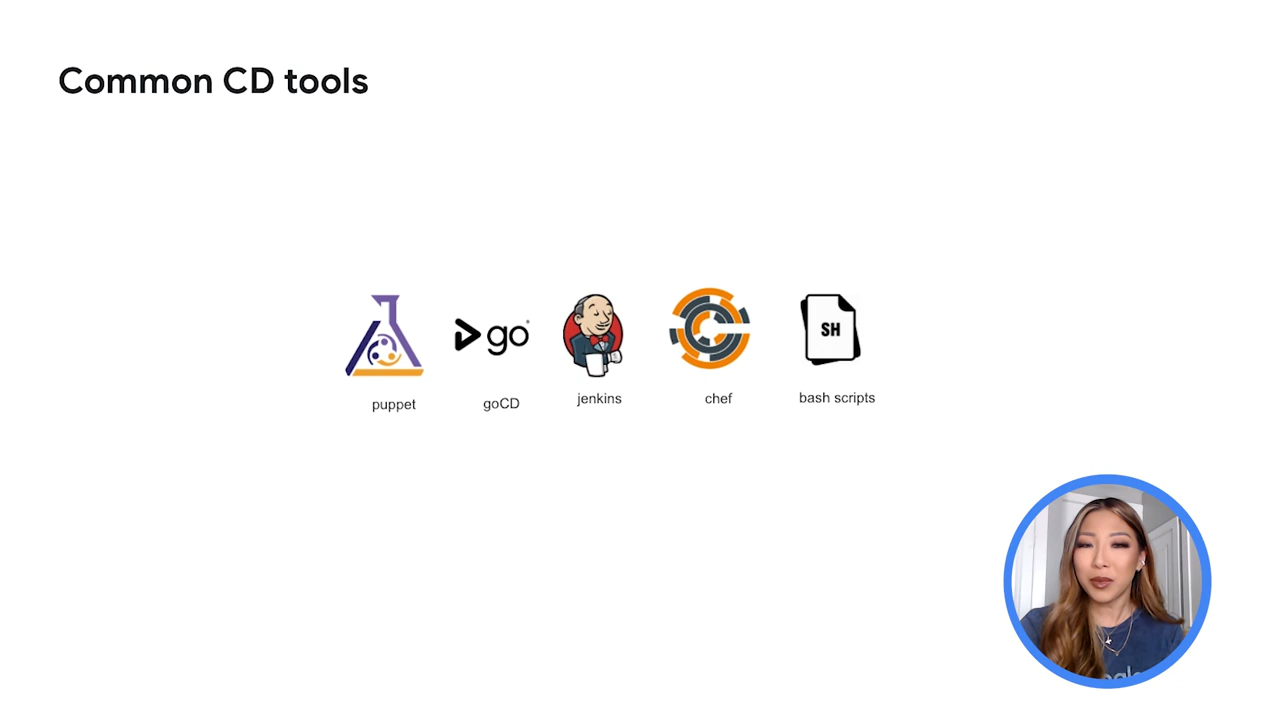 Common CD tools
go
SH
puppet
goCD
jenkins
chef
bash scripts